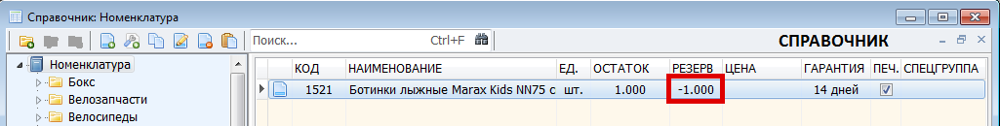 Справочник: Номенклатура
Поиск... Ctrl+F СПРАВОЧНИК
Номенклатура
Бокс
Велозапчасти
Велосипеды
КОД НАИМЕНОВАНИЕ ЕД. ОСТАТОК РЕЗЕРВ ЦЕНА ГАРАНТИЯ ПЕЧ. СПЕЦГРУППА
1521 Ботинки лыжные Marax Kids NN75 с шт. 1.000 -1.000 14 дней